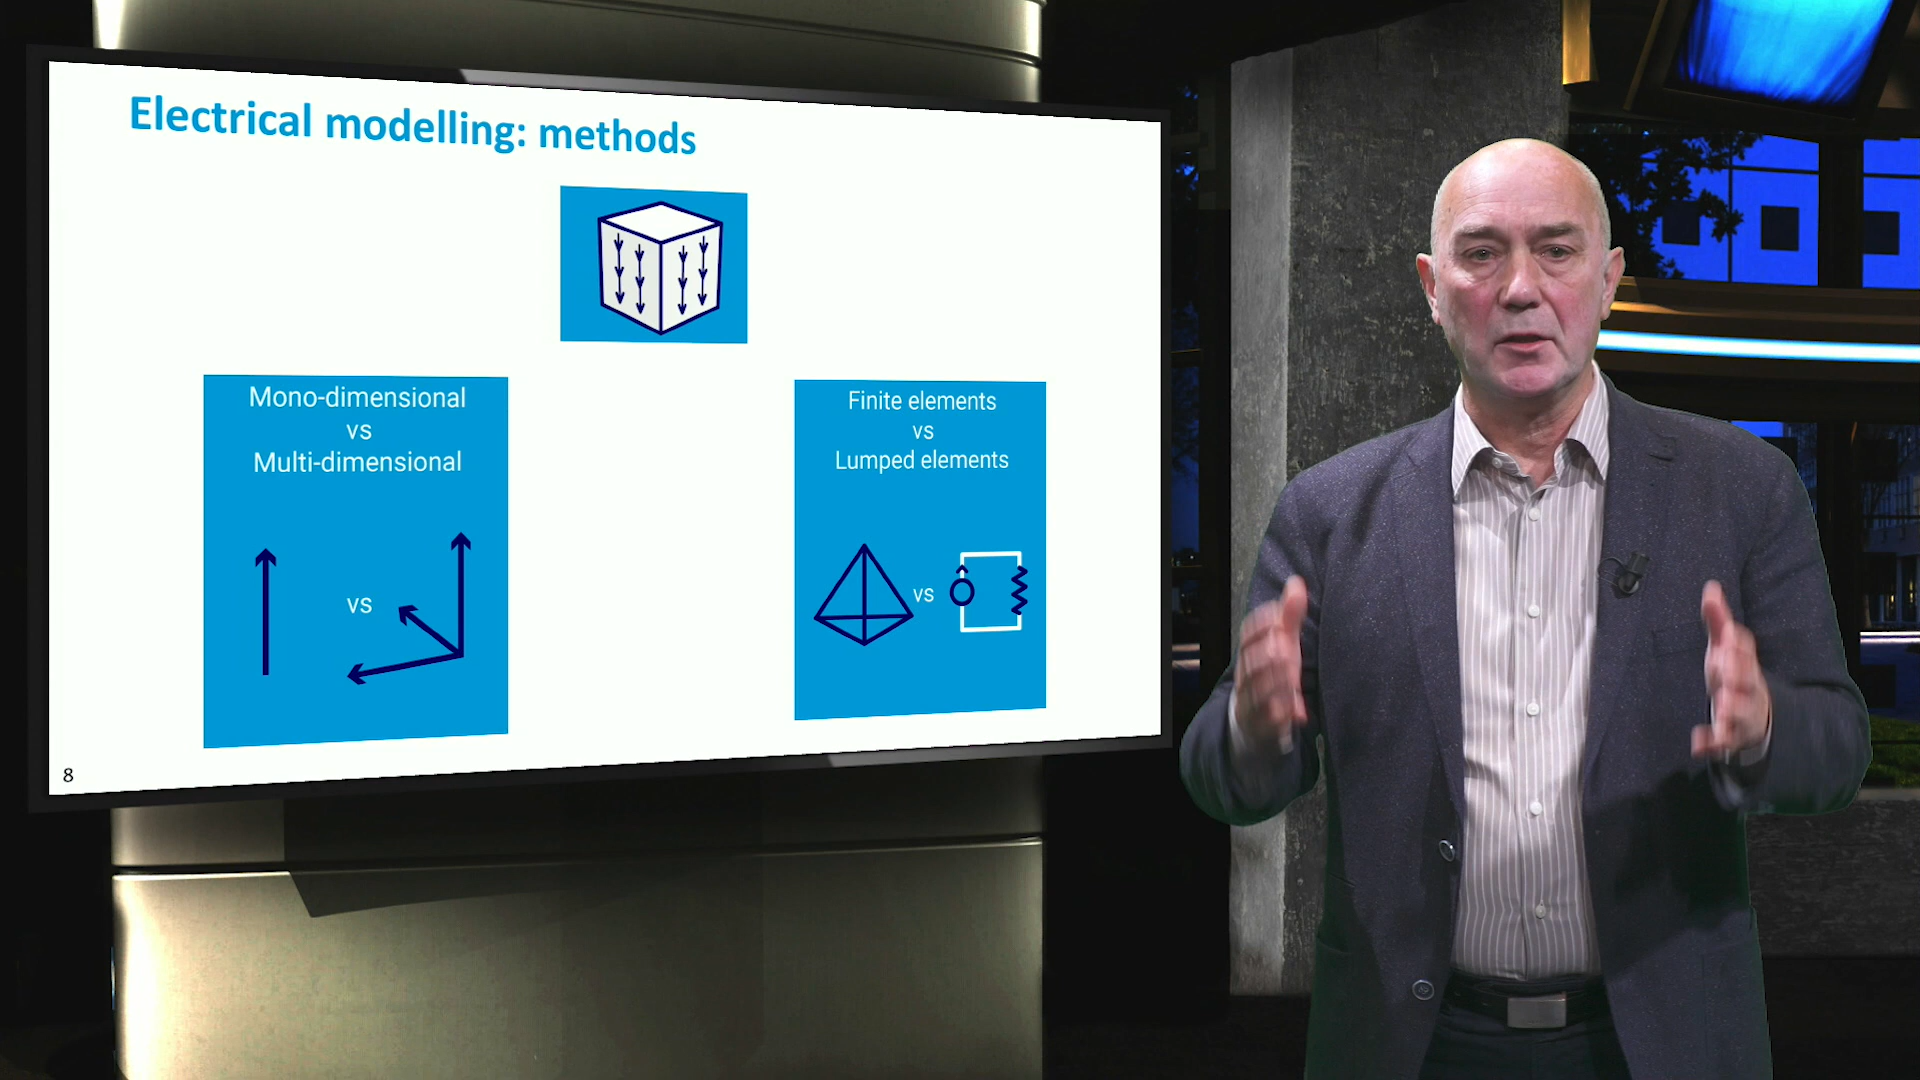 Electrical modelling: methods
Mono-dimensional
vs
Multi-dimensional
vs
Finite elements
vs
Lumped elements
vs
8